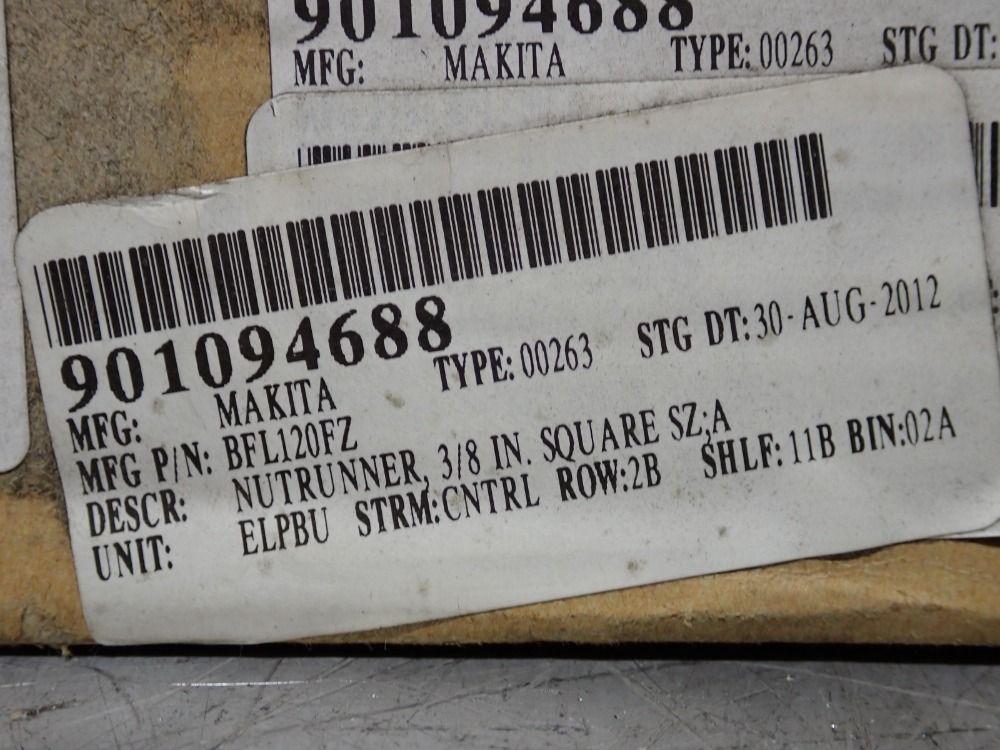 901094688
MFG: MAKITA TYPE: 00263 STG DT:
901094688
MFG: MAKITA TYPE: 00263 STG DT: 30-AUG-2012
MFG P/N: BFL120FZ
DESCR: NUTRUNNER, 3/8 IN. SQUARE SZ;A
UNIT: ELPBU STRM:CNTRL ROW:2B SHLF: 11B BIN:02A